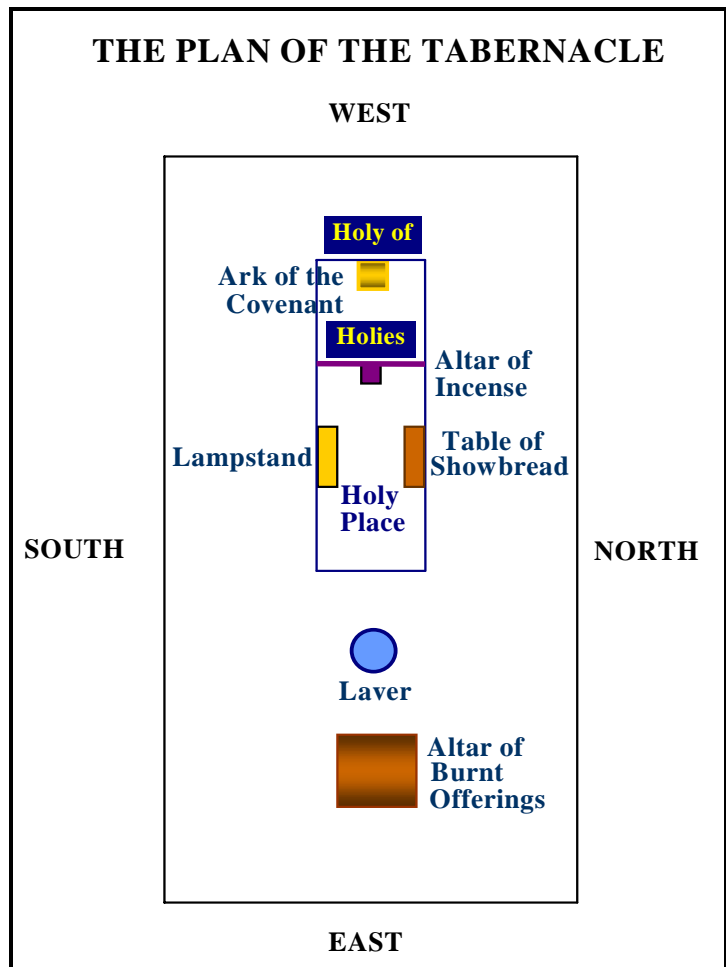 THE PLAN OF THE TABERNACLE
WEST
Holy of
Ark of the
Covenant
Holies
Altar of
Incense
Lampstand
Table of
Showbread
Holy
Place
SOUTH
NORTH
Laver
Altar of
Burnt
Offerings
EAST